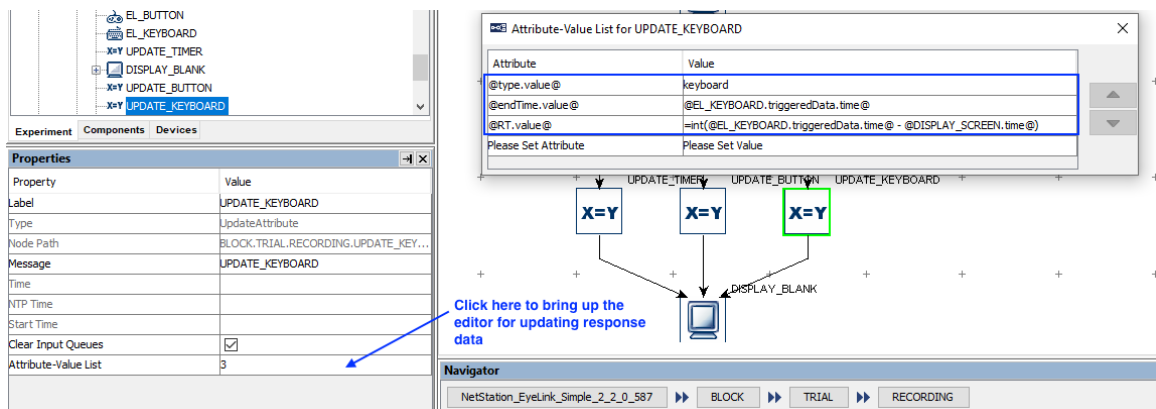 EL_BUTTON
EL_KEYBOARD
X=Y UPDATE_TIMER
DISPLAY_BLANK
X=Y UPDATE_BUTTON
X=Y UPDATE_KEYBOARD
Experiment Components Devices
Properties
Property Value
Label UPDATE_KEYBOARD
Type UpdateAttribute
Node Path BLOCK.TRIAL.RECORDING.UPDATE_KEY...
Message UPDATE_KEYBOARD
Time
NTP Time
Start Time
Clear Input Queues
Attribute-Value List 3
Attribute-Value List for UPDATE_KEYBOARD
Attribute Value
@type.value@ keyboard
@endTime.value@ @EL_KEYBOARD.triggeredData.time@
@RT.value@ =int(@EL_KEYBOARD.triggeredData.time@ - @DISPLAY_SCREEN.time@)
Please Set Attribute Please Set Value
UPDATE_TIMER UPDATE_BUTTON UPDATE_KEYBOARD
X=Y X=Y X=Y
DISPLAY_BLANK
Click here to bring up the
editor for updating response
data
Navigator
NetStation_EyeLink_Simple_2_2_0_587 BLOCK TRIAL RECORDING